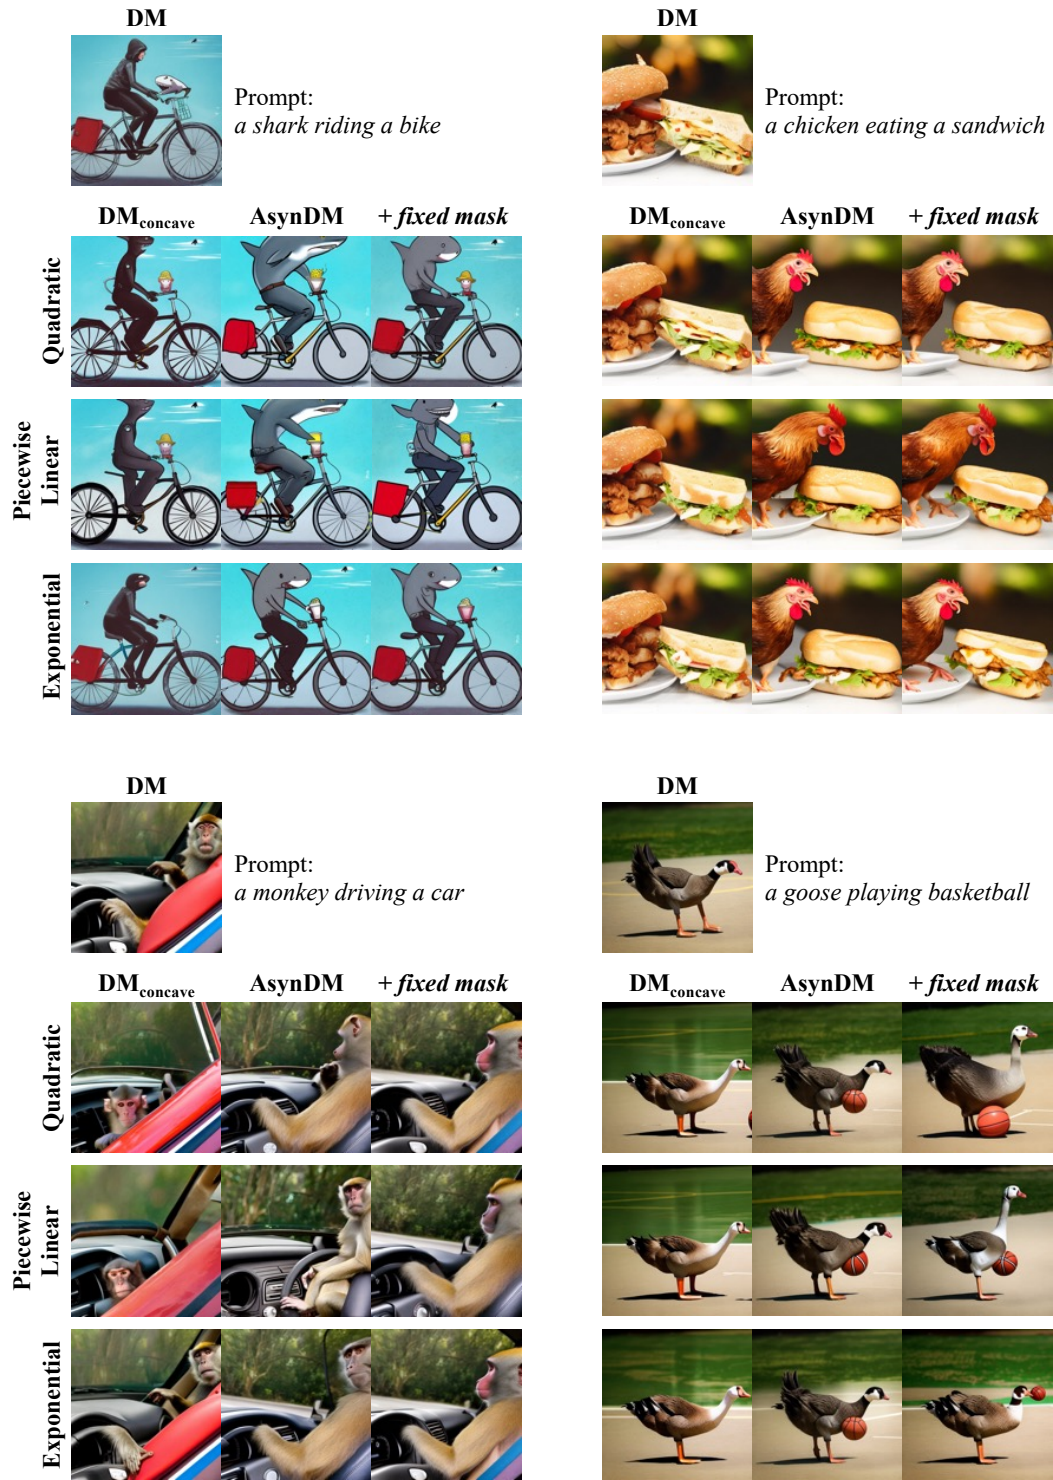 DM
Prompt:
a shark riding a bike
DM
Prompt:
a chicken eating a sandwich
DMconcave AsynDM + fixed mask
Quadratic
Piecewise
Linear
Exponential
DMconcave AsynDM + fixed mask
DM
Prompt:
a monkey driving a car
DM
Prompt:
a goose playing basketball
DMconcave AsynDM + fixed mask
Quadratic
Piecewise
Linear
Exponential
DMconcave AsynDM + fixed mask